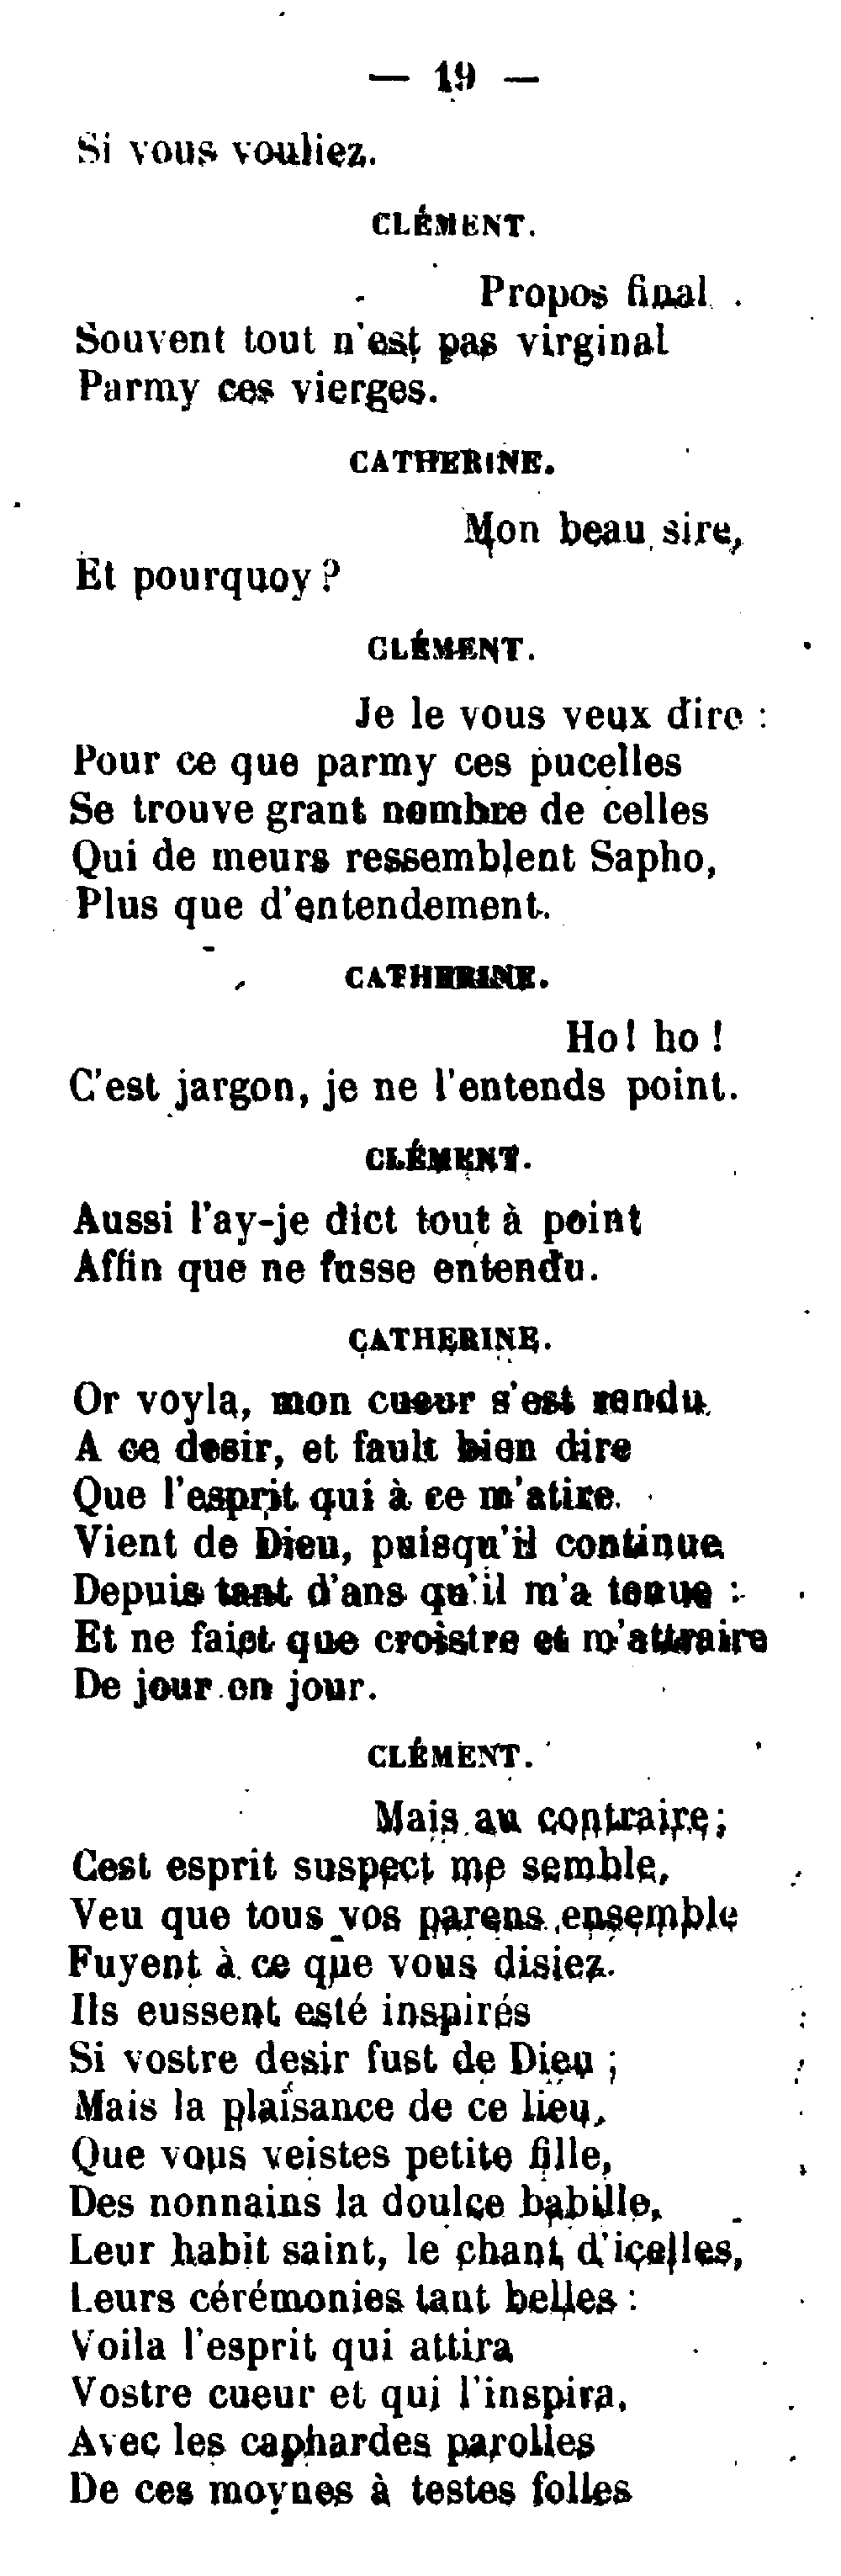 — 19 —
Si vous vouliez.
CLÉMENT.
Propos final.
Souvent tout n'est pas virginal
Parmy ces vierges.
CATHERINE.
Mon beau sire,
Et pourquoy?
CLÉMENT.
Je le vous veux dire :
Pour ce que parmy ces pucelles
Se trouve grant nombre de celles
Qui de meurs ressemblent Sapho,
Plus que d'entendement.
CATHERINE.
Ho! ho!
C'est jargon, je ne l'entends point.
CLÉMENT.
Aussi l'ay-je dict tout à point
Affin que ne fusse entendu.
CATHERINE.
Or voyla, mon cueur s'est rendu
A ce desir, et fault bien dire
Que l'esprit qui à ce m'atire
Vient de Dieu, puisqu'il continue
Depuis tant d'ans qu'il m'a tenue :
Et ne faict que croistre et m'attraire
De jour en jour.
CLÉMENT.
Mais au contraire;
Cest esprit suspect me semble,
Veu que tous vos parens ensemble
Fuyent à ce que vous disiez.
Ils eussent esté inspirés
Si vostre desir fust de Dieu ;
Mais la plaisance de ce lieu,
Que vous veistes petite fille,
Des nonnains la doulce babille,
Leur habit saint, le chant d'icelles,
Leurs cérémonies tant belles :
Voila l'esprit qui attira
Vostre cueur et qui l'inspira,
Avec les caphardes parolles
De ces moynes à testes folles